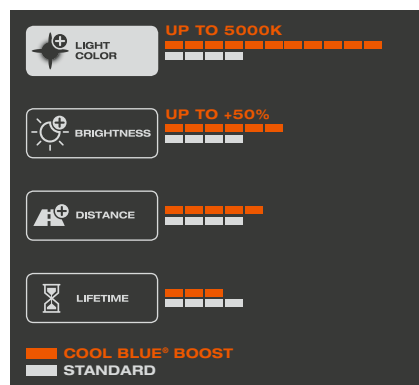 UP TO 5000K
LIGHT
COLOR
UP TO +50%
BRIGHTNESS
DISTANCE
LIFETIME
COOL BLUE® BOOST
STANDARD